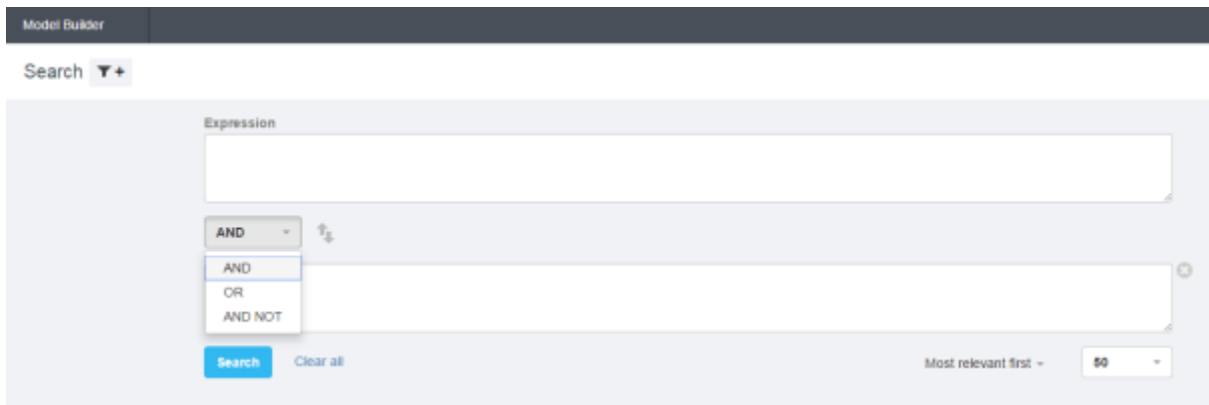 Model Builder
Search
Expression
AND
AND
OR
AND NOT
Search Clear all Most relevant first 50